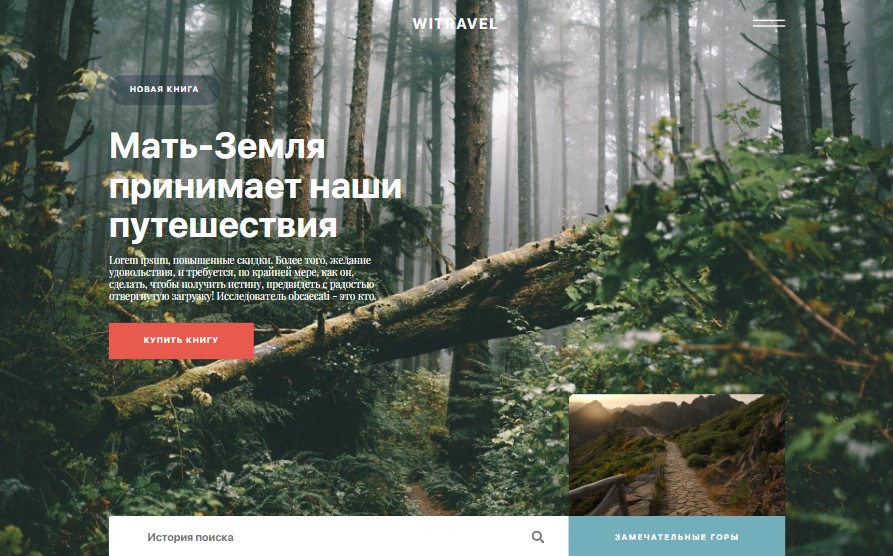 WITRAVEL
НОВАЯ КНИГА
Мать-Земля
принимает наши
путешествия
Lorem ipsum, повышенные скидки. Более того, желание
удовольствия, и требуется, по крайней мере, как он,
сделать, чтобы получить истину, предвидеть с радостью
отвергнутую загрузку! Исследователь obcaecati - это кто.
КУПИТЬ КНИГУ
История поиска
ЗАМЕЧАТЕЛЬНЫЕ ГОРЫ